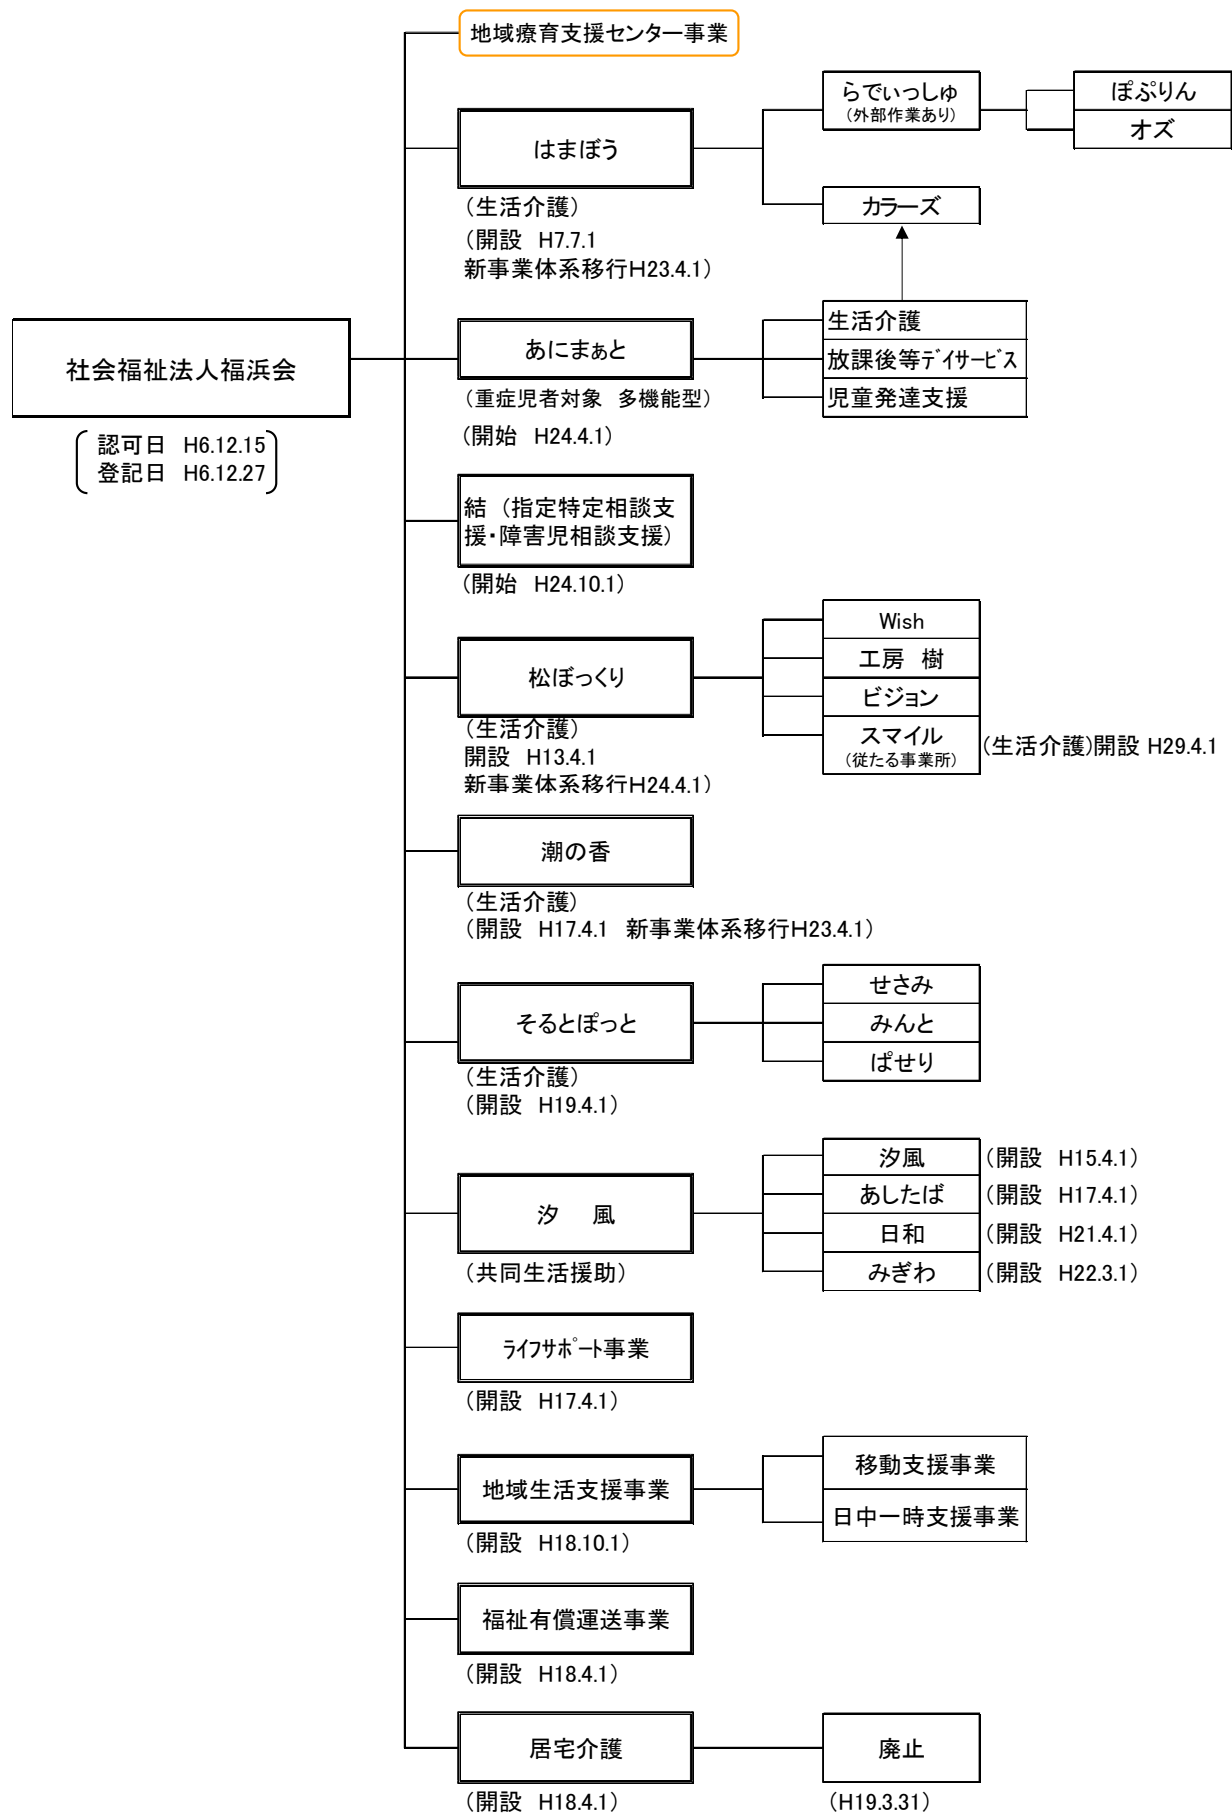 地域療育支援センター事業
はまぼう
(生活介護)
(開設 H7.7.1
新事業体系移行H23.4.1)
らでぃっしゅ
(外部作業あり)
ぽぷりん
オズ
カラーズ
社会福祉法人福浜会
認可日 H6.12.15
登記日 H6.12.27
あにまぁと
(重症児者対象 多機能型)
(開始 H24.4.1)
生活介護
放課後等ﾃﾞｲサービス
児童発達支援
結 (指定特定相談支
援・障害児相談支援)
(開始 H24.10.1)
松ぼっくり
(生活介護)
開設 H13.4.1
新事業体系移行H24.4.1)
Wish
工房 樹
ビジョン
スマイル
(従たる事業所)
(生活介護)開設 H29.4.1
潮の香
(生活介護)
(開設 H17.4.1 新事業体系移行H23.4.1)
そるとぽっと
(生活介護)
(開設 H19.4.1)
せさみ
みんと
ぱせり
汐 風
(共同生活援助)
汐風 (開設 H15.4.1)
あしたば (開設 H17.4.1)
日和 (開設 H21.4.1)
みぎわ (開設 H22.3.1)
ﾗｲﾌｻﾎﾟｰﾄ事業
(開設 H17.4.1)
地域生活支援事業
(開設 H18.10.1)
移動支援事業
日中一時支援事業
福祉有償運送事業
(開設 H18.4.1)
居宅介護
(開設 H18.4.1)
廃止
(H19.3.31)